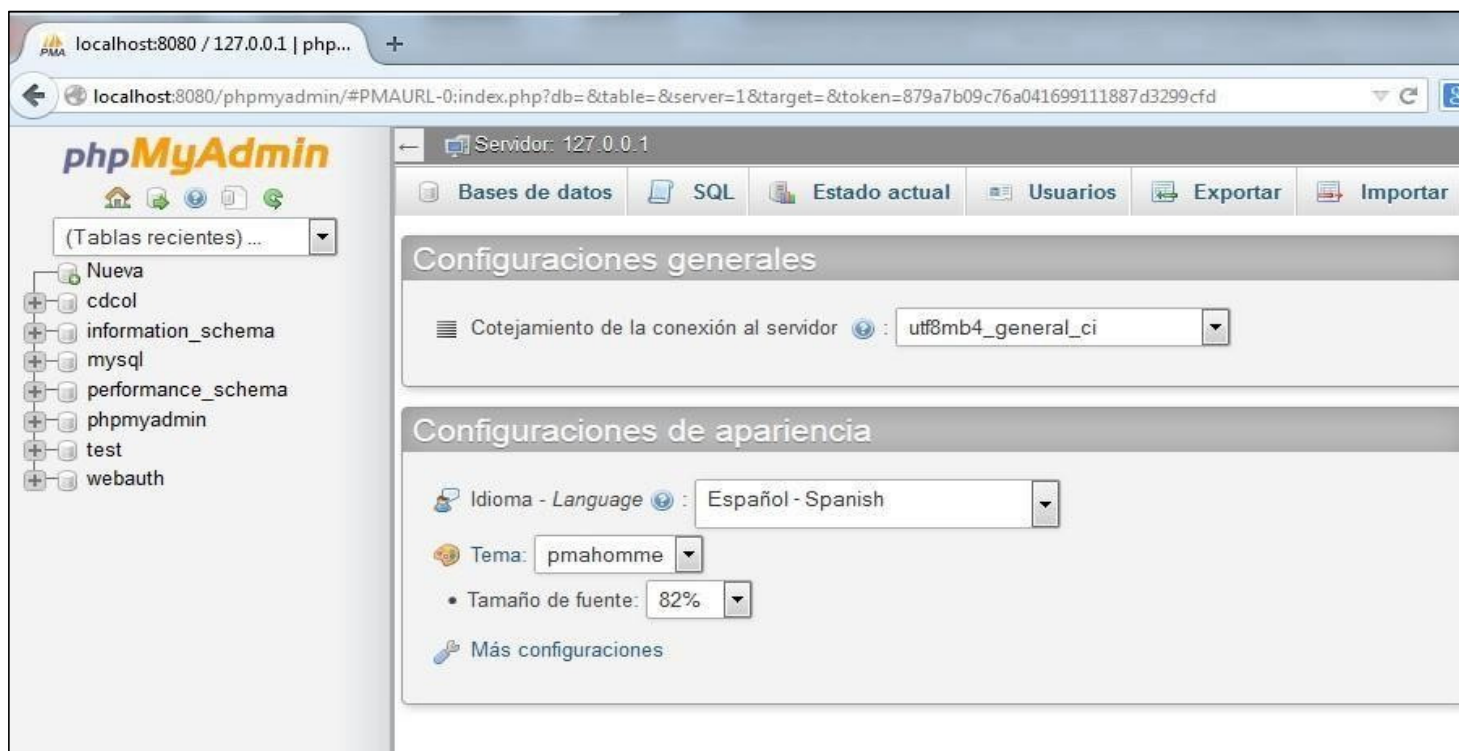 PMA localhost:8080 / 127.0.0.1 | php... +
localhost:8080/phpmyadmin/#PMAURL-0:index.php?db=&table=&server=1&target=&token=879a7b09c76a041699111887d3299cfd
phpMyAdmin
(Tablas recientes) ...
Nueva
cdcol
information_schema
mysql
performance_schema
phpmyadmin
test
webauth
← Servidor: 127.0.0.1
Bases de datos SQL Estado actual Usuarios Exportar Importar
Configuraciones generales
Cotejamiento de la conexión al servidor : utf8mb4_general_ci
Configuraciones de apariencia
Idioma - Language : Español - Spanish
Tema: pmahomme
• Tamaño de fuente: 82%
Más configuraciones